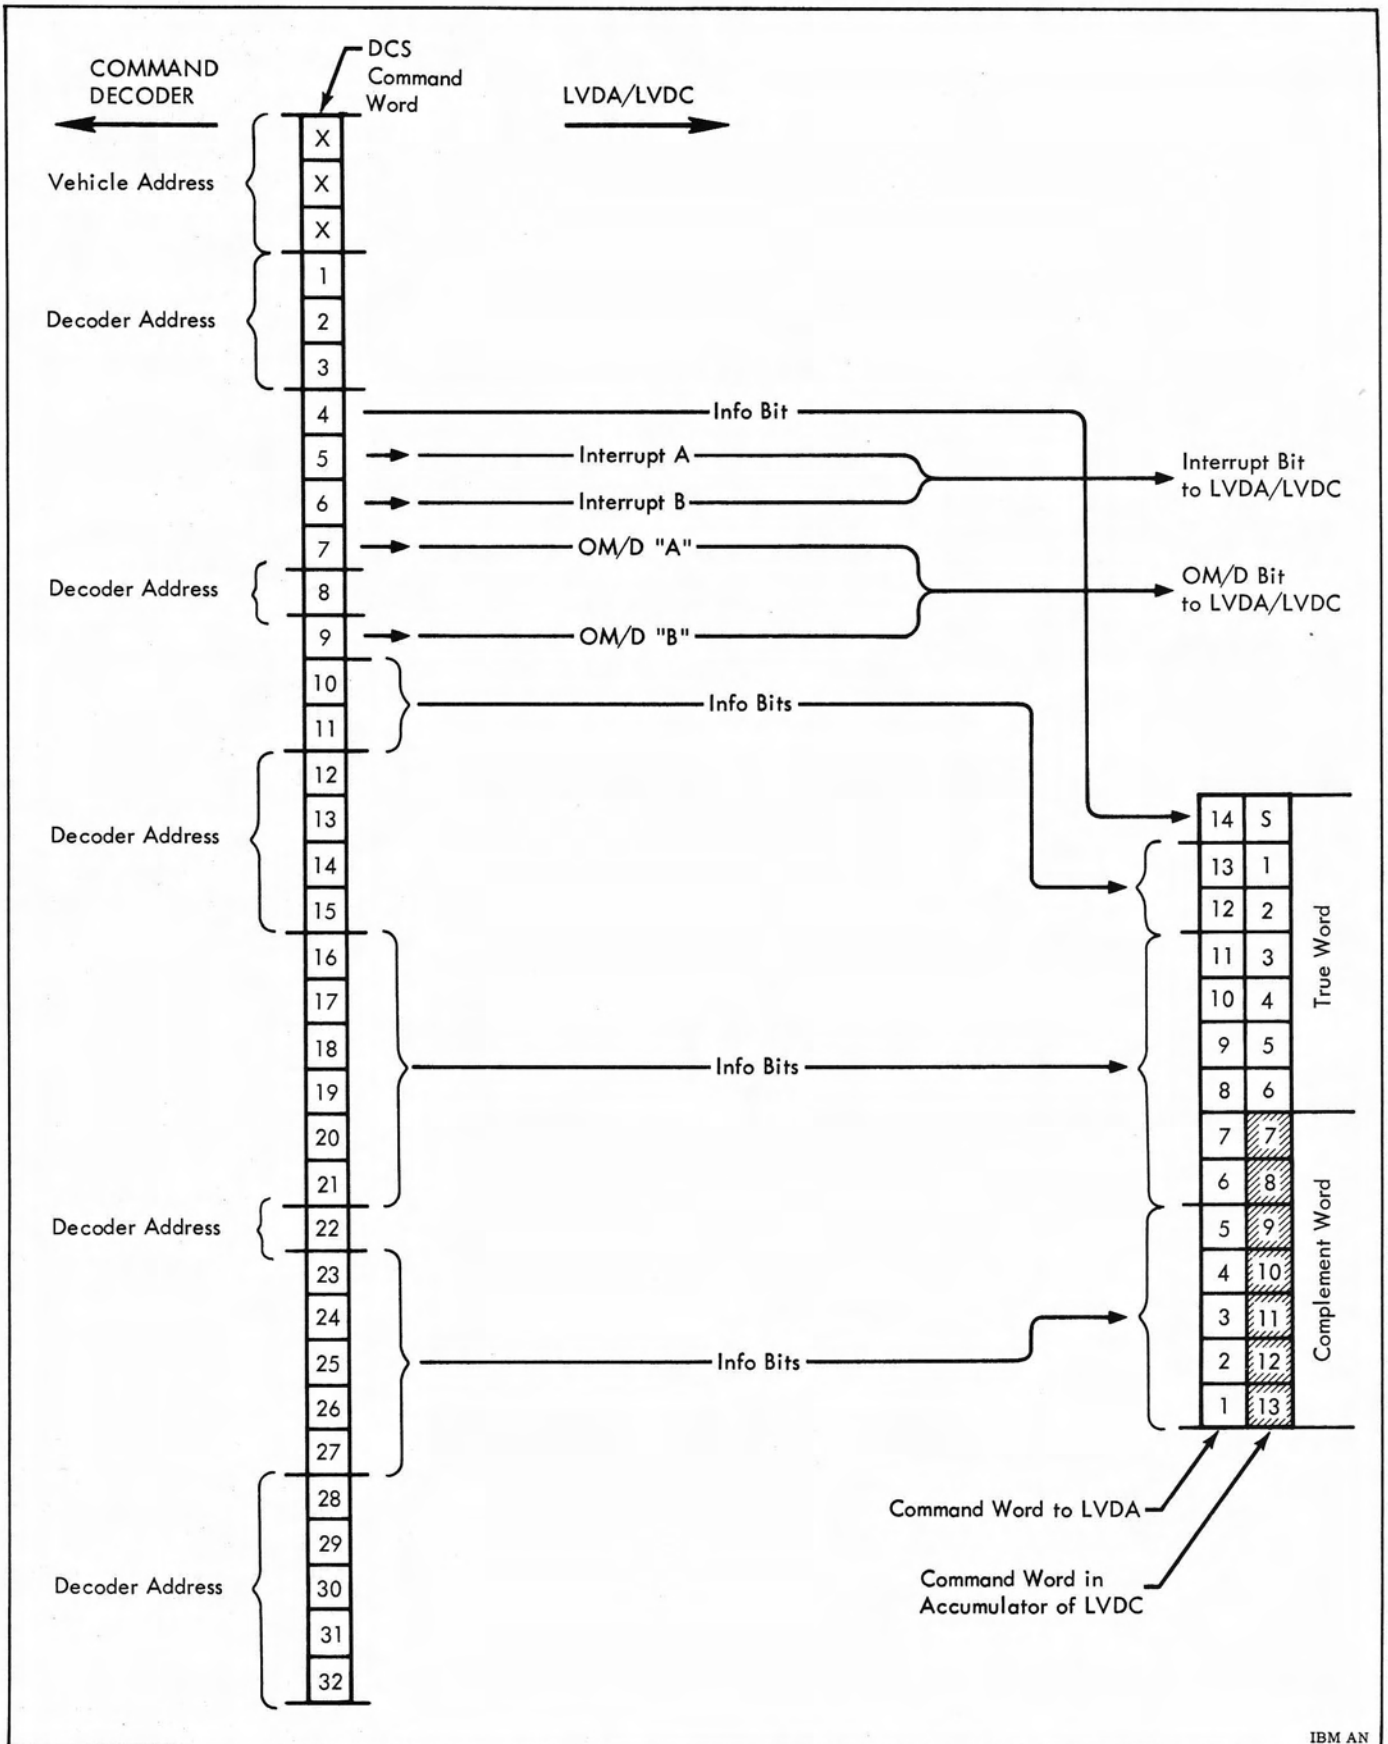 COMMAND
DECODER
DCS
Command
Word
LVDA/LVDC
X
Vehicle Address
X
X
1
Decoder Address
2
3
4
Info Bit
5
Interrupt A
Interrupt Bit
to LVDA/LVDC
6
Interrupt B
7
OM/D "A"
Decoder Address
8
OM/D Bit
to LVDA/LVDC
9
OM/D "B"
10
Info Bits
11
12
13
Decoder Address
14
15
16
17
18
Info Bits
19
20
21
Decoder Address
22
23
24
25
Info Bits
26
27
28
29
Decoder Address
30
31
32
14 S
13 1
12 2
11 3
10 4
9 5
8 6
True Word
7 7
6 8
5 9
4 10
3 11
2 12
1 13
Complement Word
Command Word to LVDA
Command Word in
Accumulator of LVDC
IBM AN